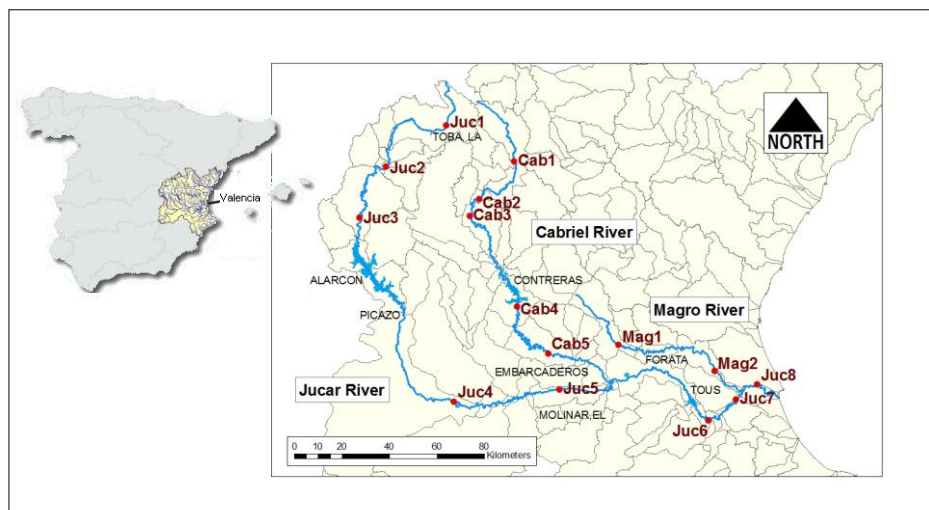 Valencia
NORTH
Juc1
TOBA, LA
Juc2
Cab1
Cab2
Juc3
Cab3
Cabriel River
ALARCON
CONTRERAS
PICAZO
Cab4
Magro River
Mag1
Cab5
FORATA
Mag2
EMBARCADEROS
Juc8
Jucar River
Juc4
Juc5
TOUS
Juc7
MOLINAR,EL
Juc6
0 5 10 20 40 60 80
Kilometers